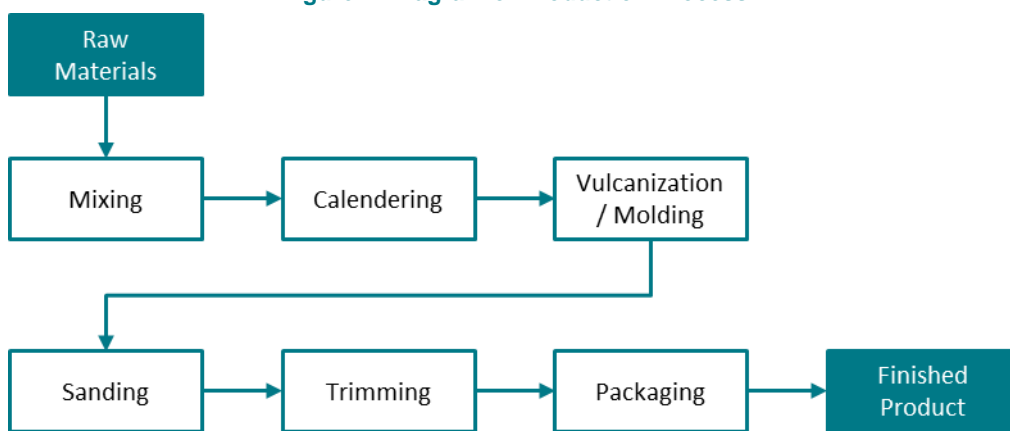 Raw
Materials
Mixing
Calendering
Vulcanization
/ Molding
Sanding
Trimming
Packaging
Finished
Product